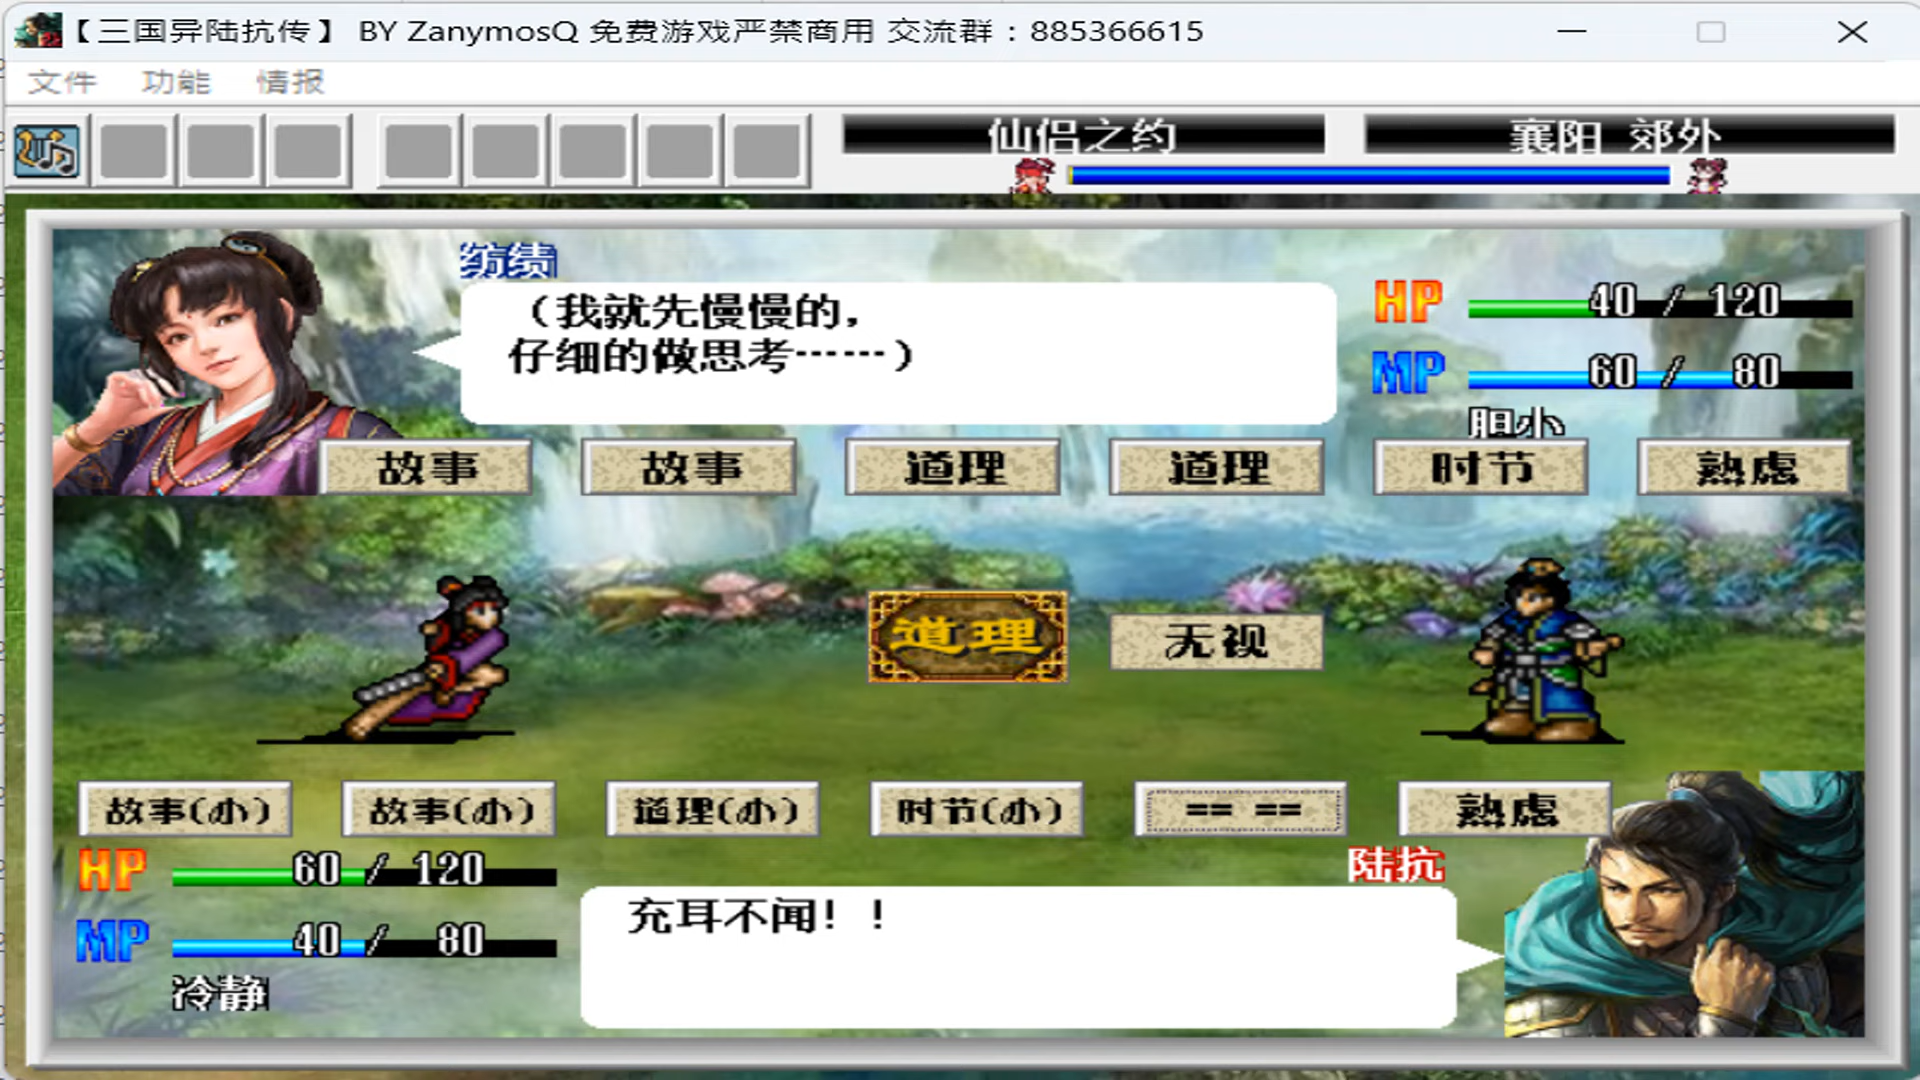 【三国异陆抗传】 BY ZanymosQ 免费游戏严禁商用 交流群：885366615
文件 功能 情报
仙侣之约 襄阳 郊外
纺绩
（我就先慢慢的，
仔细的做思考……）
HP 40 / 120
MP 60 / 80
胆小
故事 故事 道理 道理 时节 熟虑
道理 无视
故事(小) 故事(小) 道理(小) 时节(小) == == 熟虑
HP 60 / 120
MP 40 / 80
冷静
陆抗
充耳不闻！！